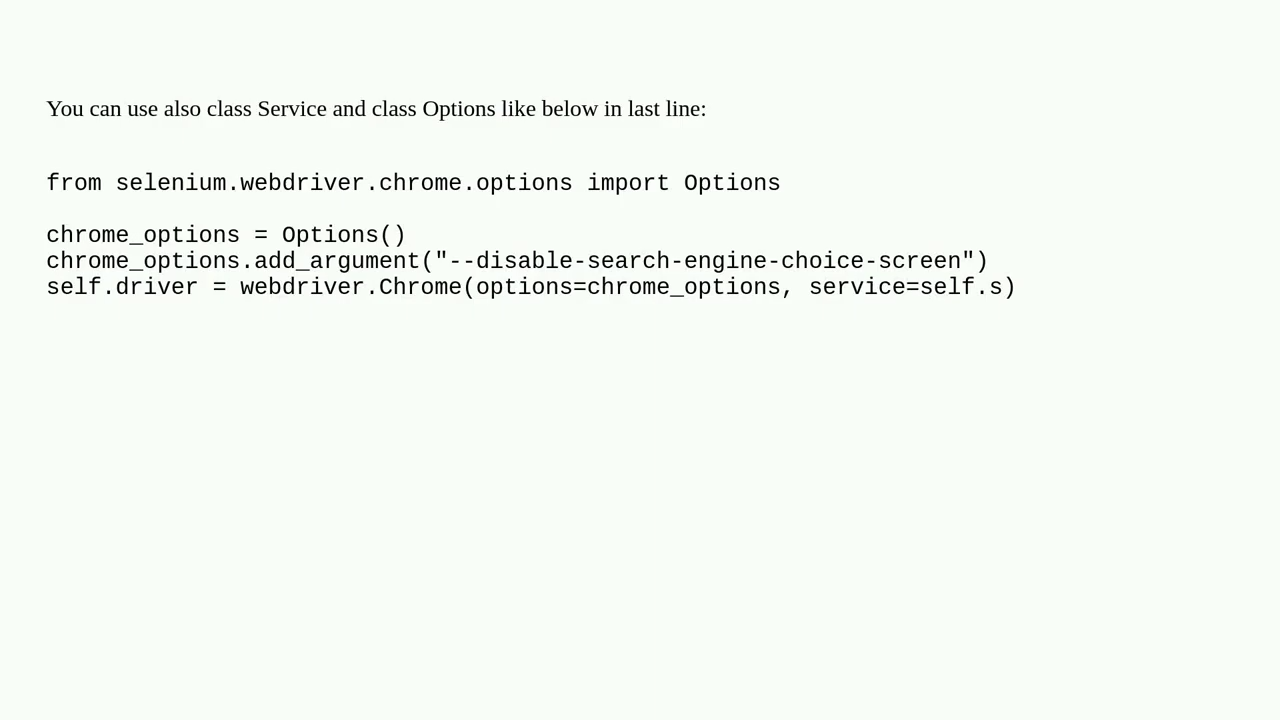 You can use also class Service and class Options like below in last line:
from selenium.webdriver.chrome.options import Options
chrome_options = Options()
chrome_options.add_argument("--disable-search-engine-choice-screen")
self.driver = webdriver.Chrome(options=chrome_options, service=self.s)